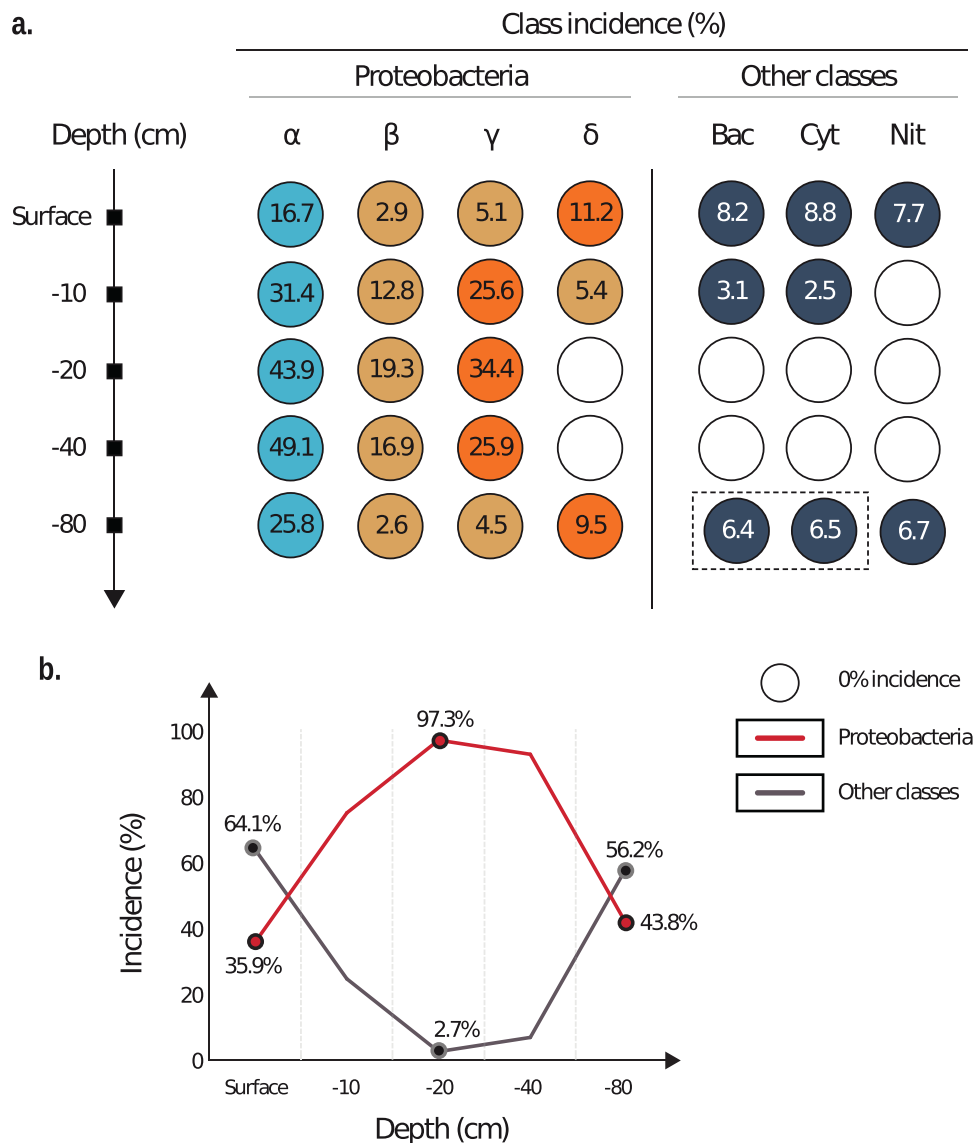 a.
Class incidence (%)
Proteobacteria Other classes
Depth (cm) α β γ δ Bac Cyt Nit
Surface 16.7 2.9 5.1 11.2 8.2 8.8 7.7
-10 31.4 12.8 25.6 5.4 3.1 2.5
-20 43.9 19.3 34.4
-40 49.1 16.9 25.9
-80 25.8 2.6 4.5 9.5 6.4 6.5 6.7
b.
0% incidence
Proteobacteria
Other classes
Incidence (%)
100
80
60
40
20
0
64.1%
35.9%
97.3%
2.7%
56.2%
43.8%
Surface -10 -20 -40 -80
Depth (cm)